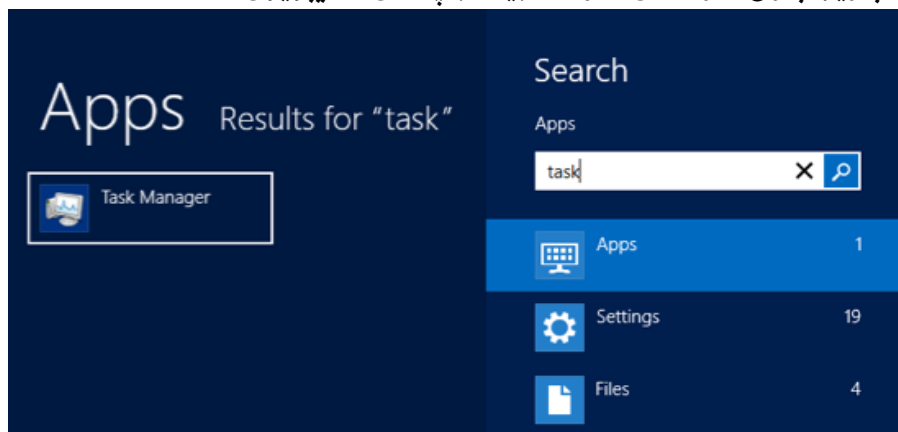 Apps Results for "task"
Task Manager
Search
Apps
task
Apps 1
Settings 19
Files 4